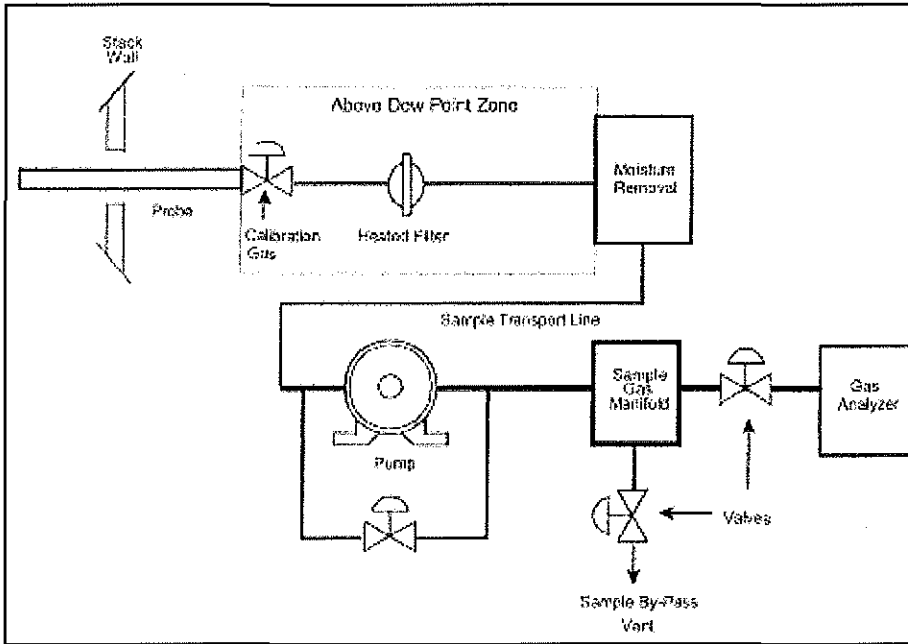 Stack
Wall
Above Dew Point Zone
Moisture
Removal
Probe
Calibration
Gas
Heated Filter
Sample Transport Line
Sample
Gas
Manifold
Gas
Analyzer
Pump
Valves
Sample By-Pass
Vent